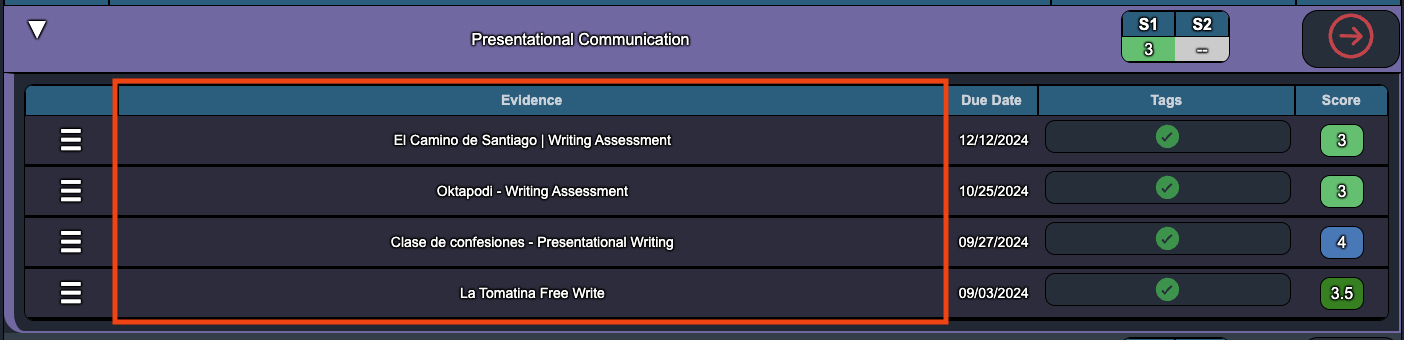 Presentational Communication
S1 S2
3 --
Evidence Due Date Tags Score
El Camino de Santiago | Writing Assessment 12/12/2024 3
Oktapodi - Writing Assessment 10/25/2024 3
Clase de confesiones - Presentational Writing 09/27/2024 4
La Tomatina Free Write 09/03/2024 3.5